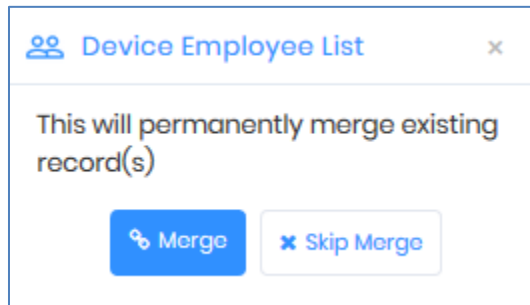 Device Employee List
This will permanently merge existing
record(s)
Merge
Skip Merge